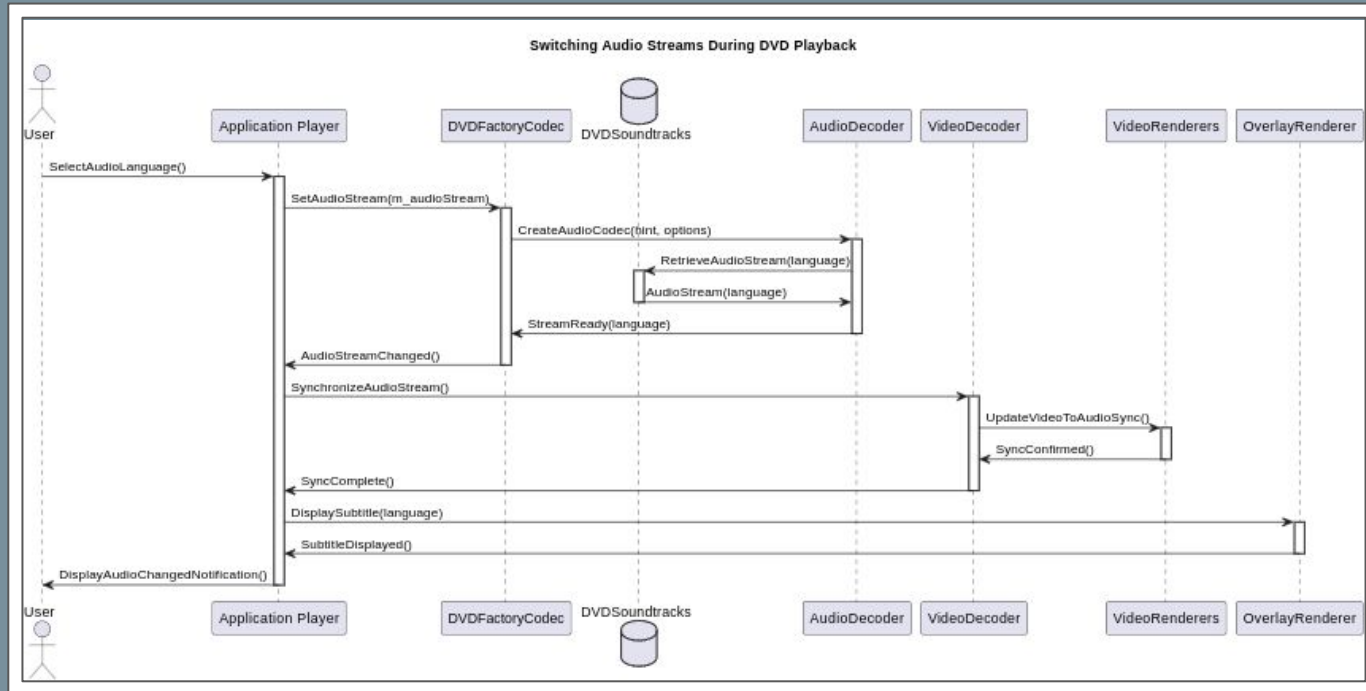 Switching Audio Streams During DVD Playback
User
Application Player
DVDFactoryCodec
DVDSoundtracks
AudioDecoder
VideoDecoder
VideoRenderers
OverlayRenderer
SelectAudioLanguage()
SetAudioStream(m_audioStream)
CreateAudioCodec(hint, options)
RetrieveAudioStream(language)
AudioStream(language)
StreamReady(language)
AudioStreamChanged()
SynchronizeAudioStream()
UpdateVideoToAudioSync()
SyncConfirmed()
SyncComplete()
DisplaySubtitle(language)
SubtitleDisplayed()
DisplayAudioChangedNotification()
User
Application Player
DVDFactoryCodec
DVDSoundtracks
AudioDecoder
VideoDecoder
VideoRenderers
OverlayRenderer